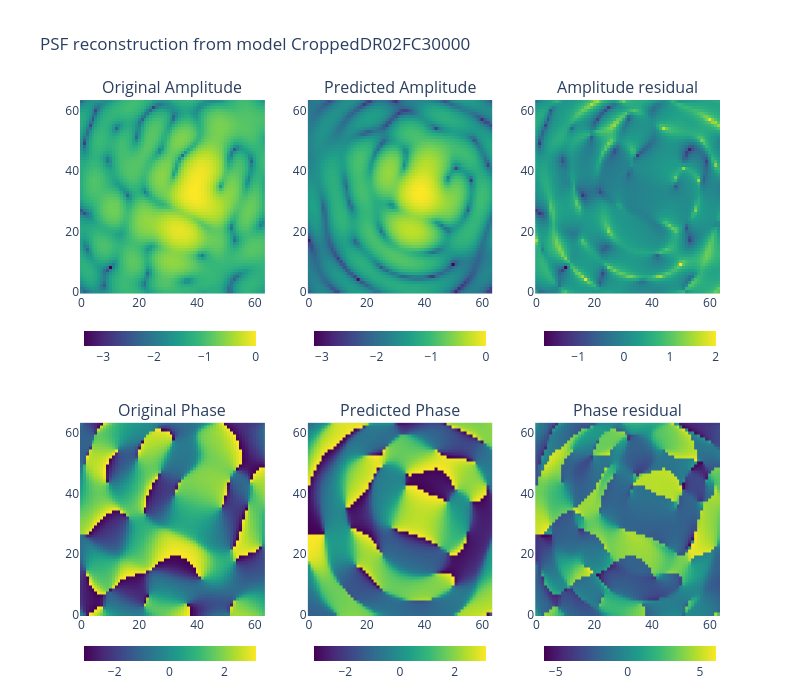 PSF reconstruction from model CroppedDR02FC30000
Original Amplitude Predicted Amplitude Amplitude residual
60 60 60
40 40 40
20 20 20
0 0 0
0 20 40 60 0 20 40 60 0 20 40 60
−3 −2 −1 0 −3 −2 −1 0 −1 0 1 2
Original Phase Predicted Phase Phase residual
60 60 60
40 40 40
20 20 20
0 0 0
0 20 40 60 0 20 40 60 0 20 40 60
−2 0 2 −2 0 2 −5 0 5